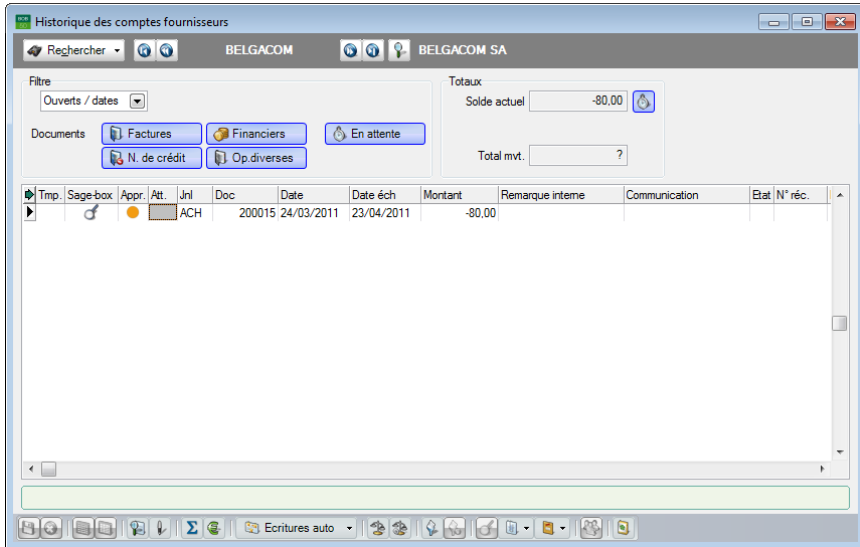 Historique des comptes fournisseurs
Rechercher BELGACOM BELGACOM SA
Filtre
Ouverts / dates
Documents Factures Financiers En attente
N. de crédit Op.diverses
Totaux
Solde actuel -80,00
Total mvt. ?
Tmp. Sage-box Appr. Att. Jnl Doc Date Date éch Montant Remarque interne Communication Etat N° réc.
ACH 200015 24/03/2011 23/04/2011 -80,00
Ecritures auto